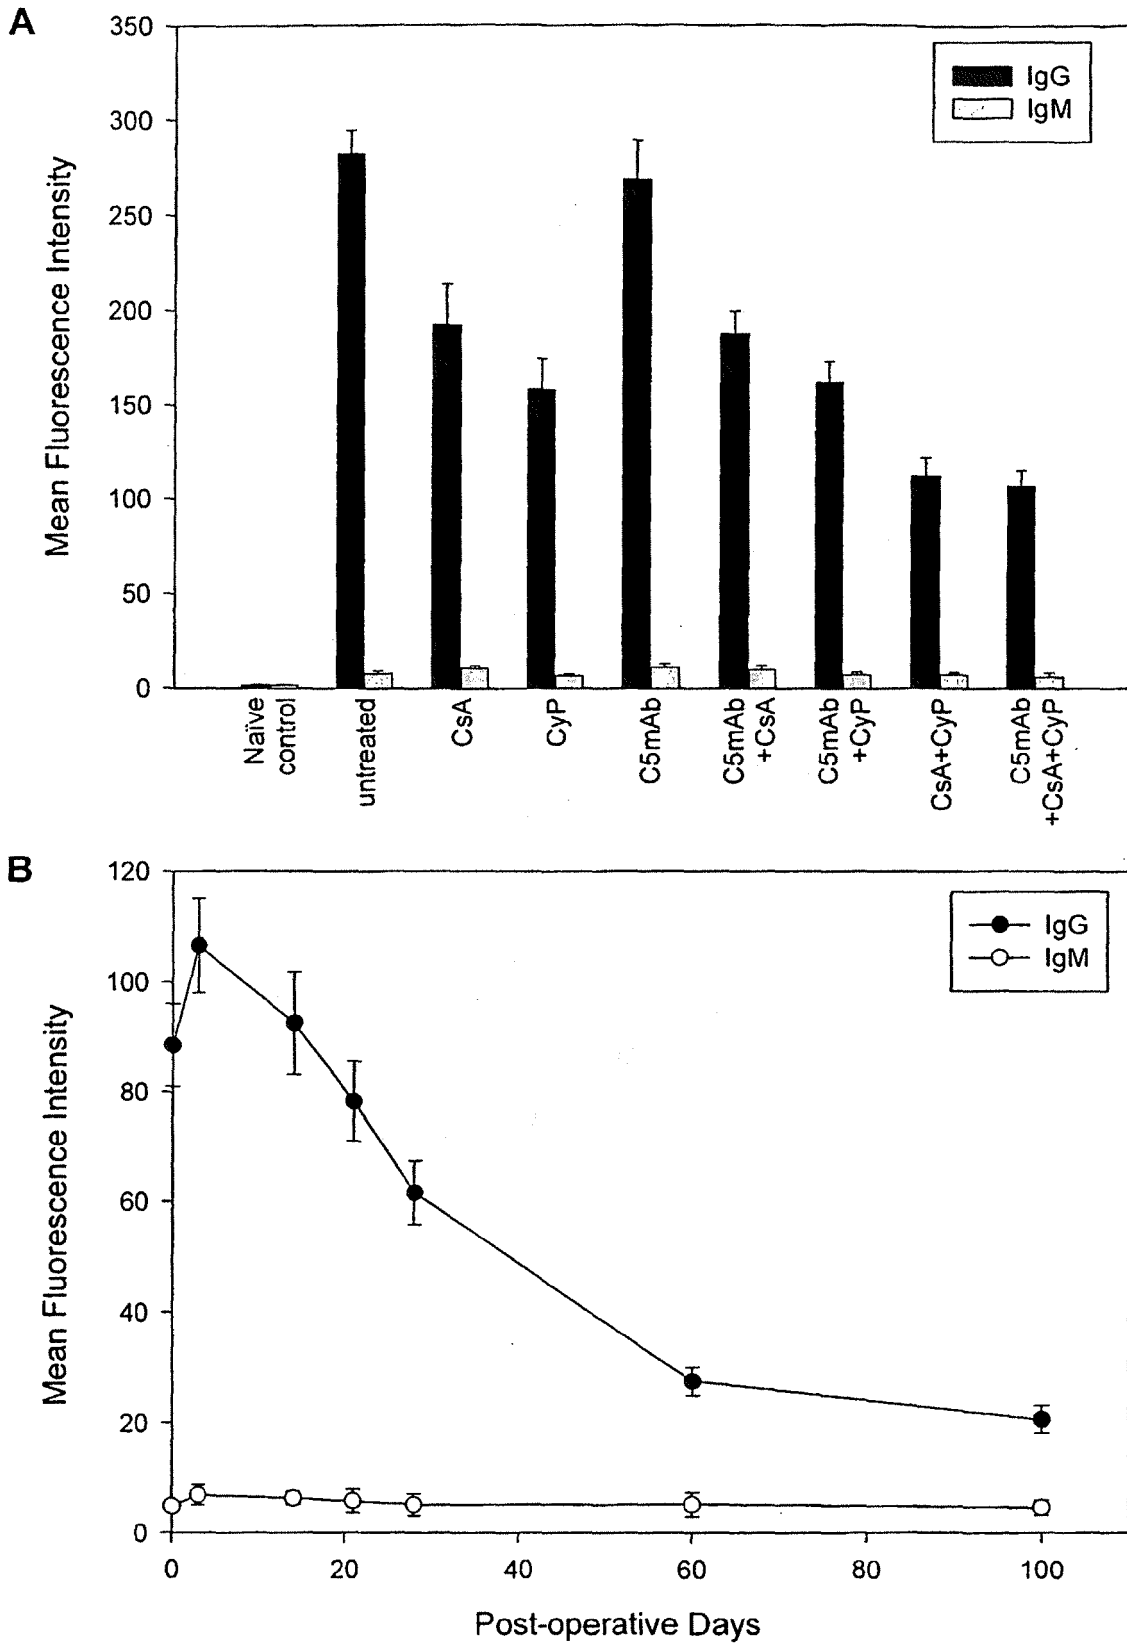 A
350
300
250
200
150
100
50
0
Mean Fluorescence Intensity
IgG
IgM
Naïve
control
untreated
CsA
CyP
C5mAb
C5mAb
+CsA
C5mAb
+CyP
CsA+CyP
C5mAb
+CsA+CyP
B
120
100
80
60
40
20
0
Mean Fluorescence Intensity
IgG
IgM
0
20
40
60
80
100
Post-operative Days